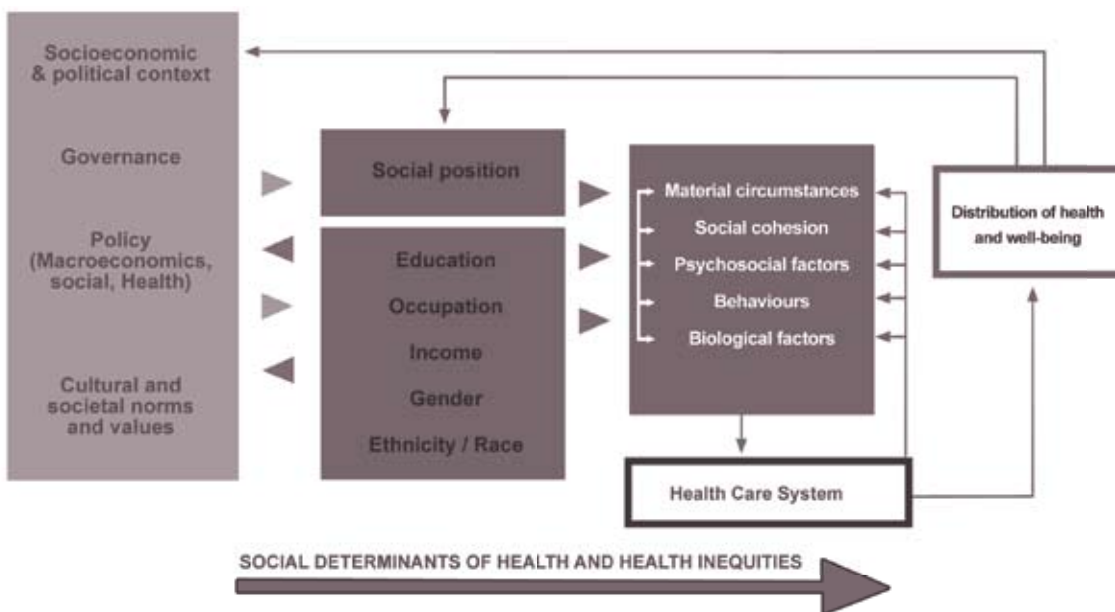 Socioeconomic
& political context
Governance
Policy
(Macroeconomics,
social, Health)
Cultural and
societal norms
and values
Social position
Education
Occupation
Income
Gender
Ethnicity / Race
Material circumstances
Social cohesion
Psychosocial factors
Behaviours
Biological factors
Health Care System
Distribution of health
and well-being
SOCIAL DETERMINANTS OF HEALTH AND HEALTH INEQUITIES